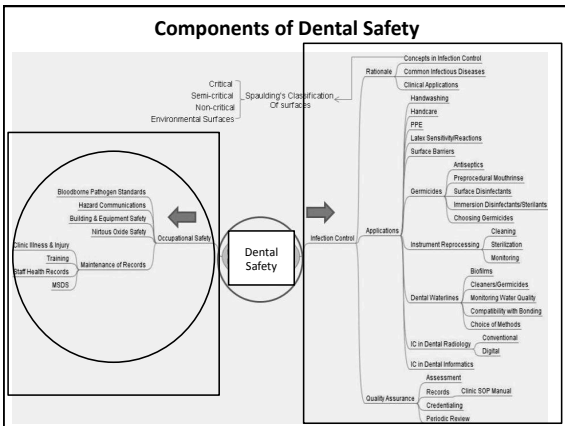 Components of Dental Safety
Critical
Semi-critical
Non-critical
Environmental Surfaces
Spaulding's Classification
Of surfaces
Bloodborne Pathogen Standards
Hazard Communications
Building & Equipment Safety
Nirtous Oxide Safety
Maintenance of Records
Clinic Illness & Injury
Training
Staff Health Records
MSDS
Occupational Safety
Dental
Safety
Infection Control
Rationale
Concepts in Infection Control
Common Infectious Diseases
Clinical Applications
Applications
Handwashing
Handcare
PPE
Latex Sensitivity/Reactions
Surface Barriers
Germicides
Antiseptics
Preprocedural Mouthrinse
Surface Disinfectants
Immersion Disinfectants/Sterilants
Choosing Germicides
Instrument Reprocessing
Cleaning
Sterilization
Monitoring
Dental Waterlines
Biofilms
Cleaners/Germicides
Monitoring Water Quality
Compatibility with Bonding
Choice of Methods
IC in Dental Radiology
Conventional
Digital
IC in Dental Informatics
Quality Assurance
Assessment
Records
Clinic SOP Manual
Credentialing
Periodic Review